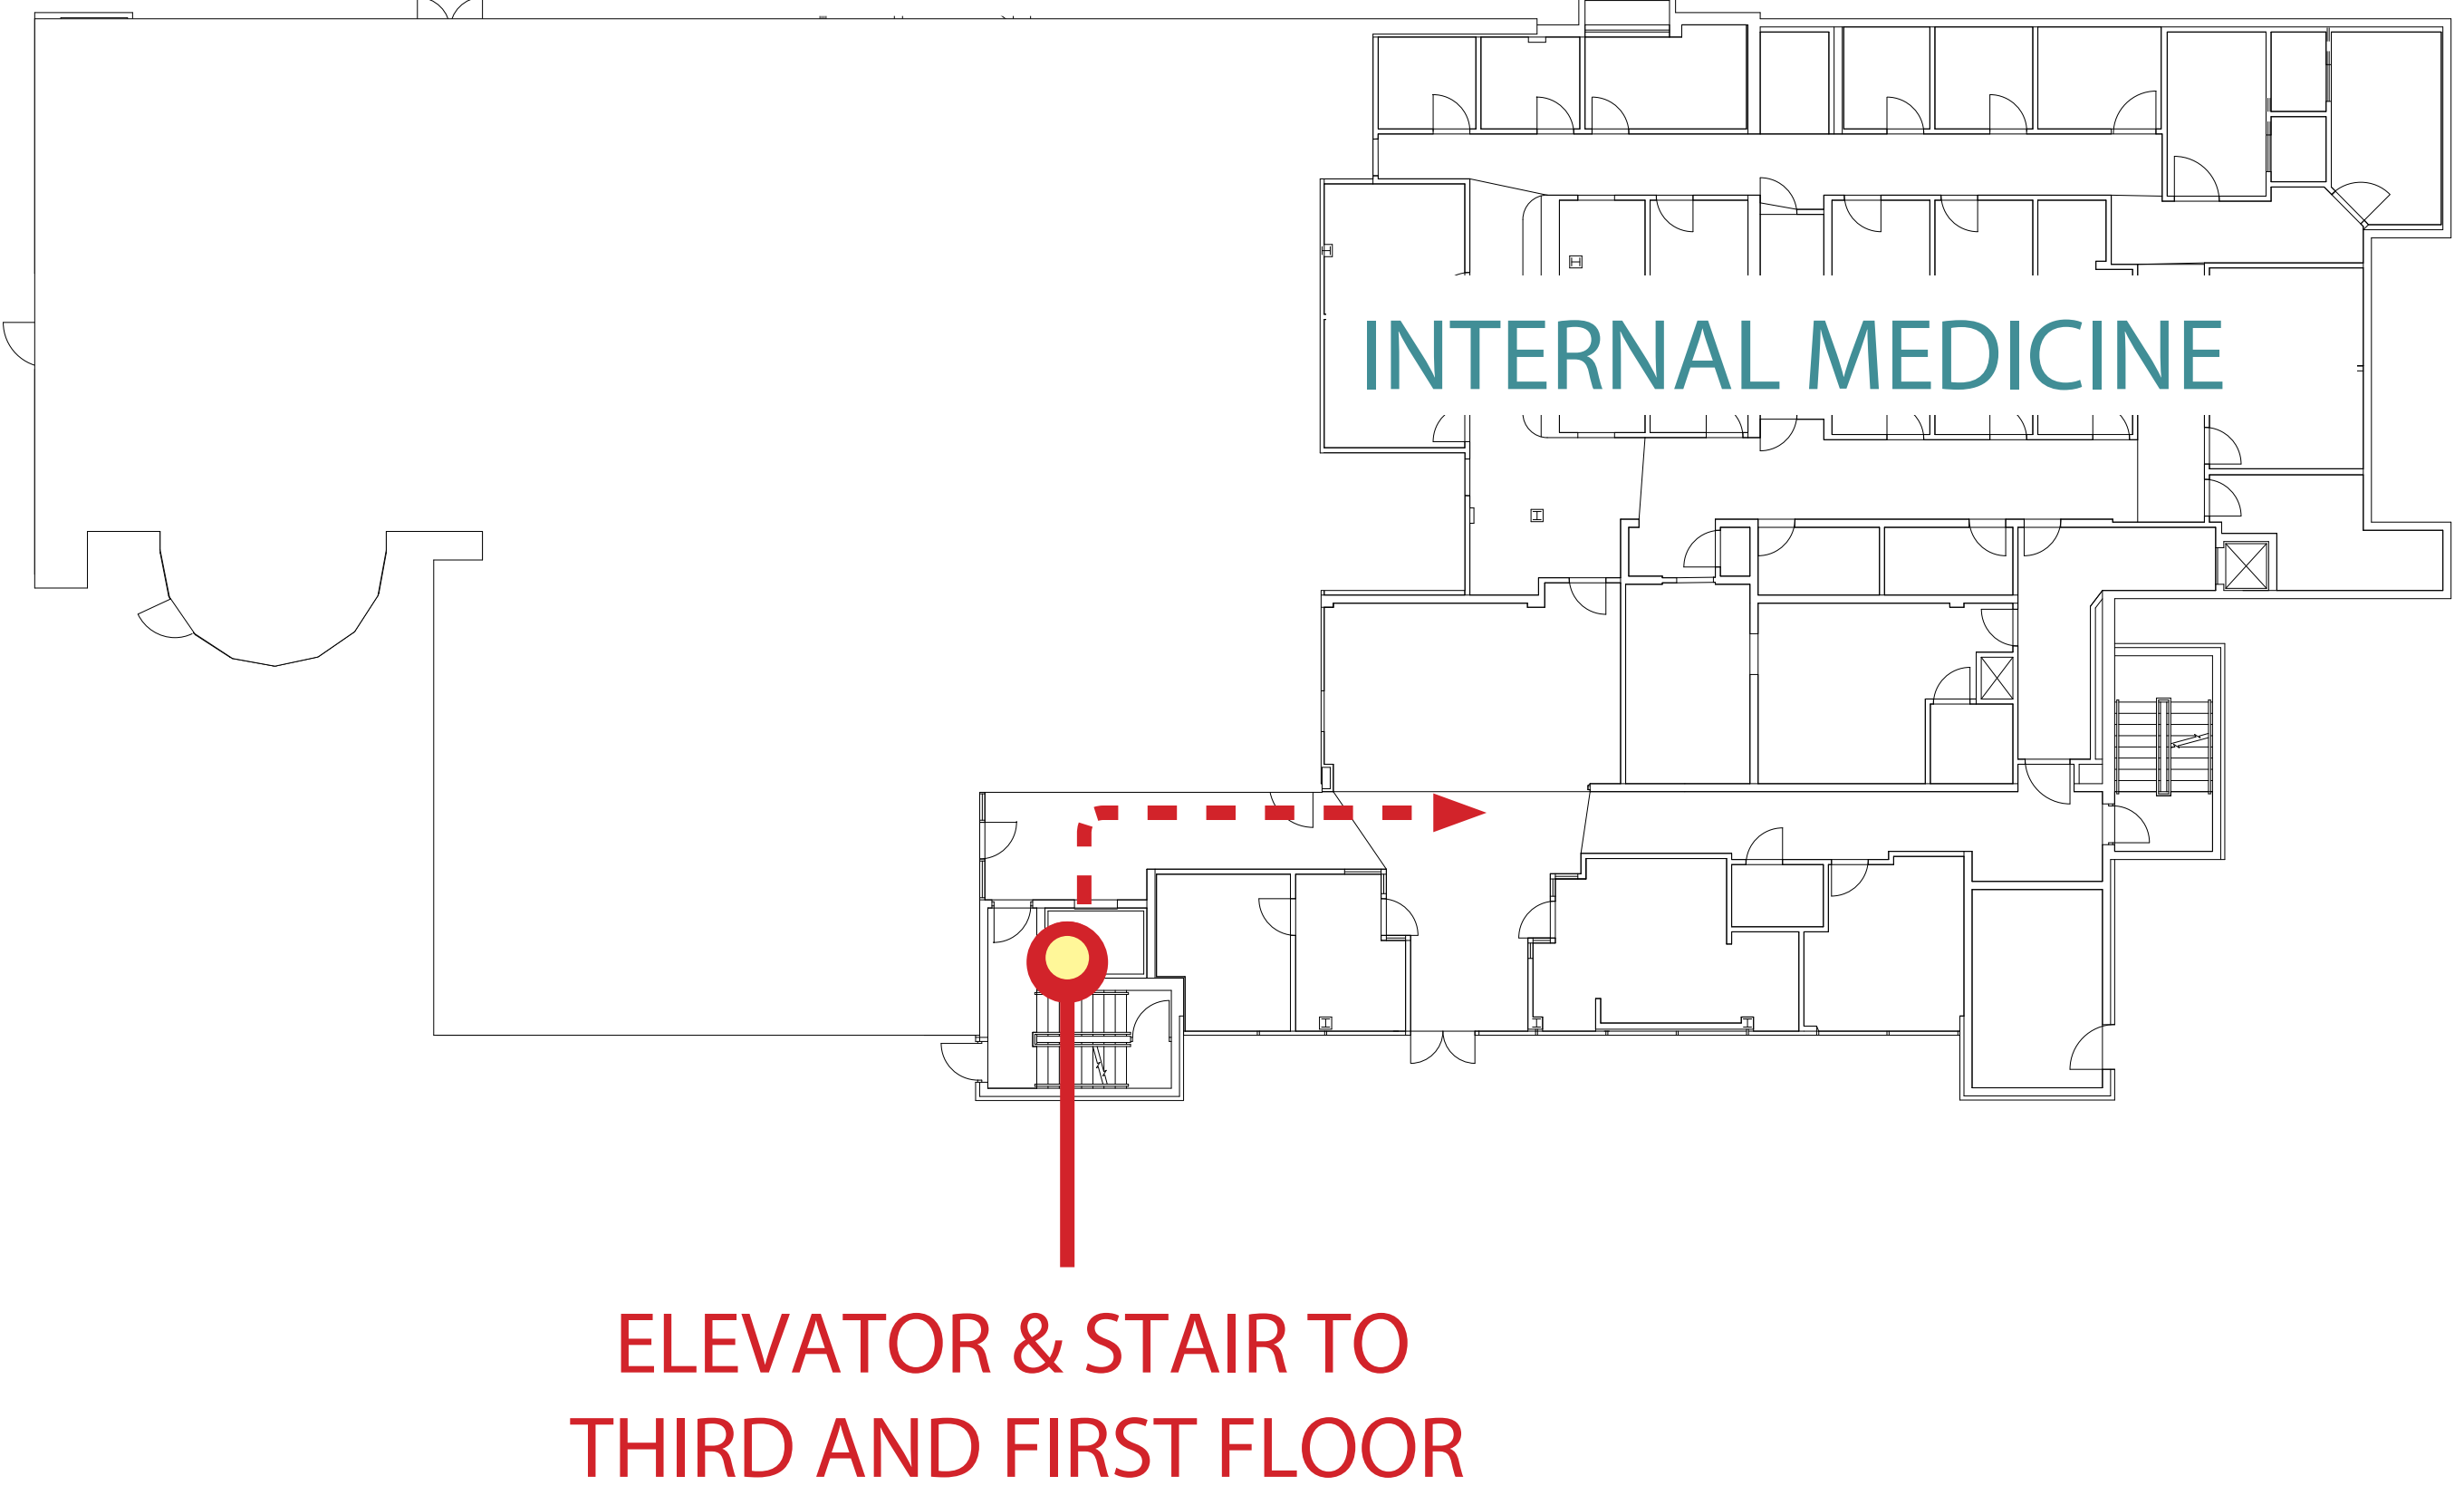 INTERNAL MEDICINE
ELEVATOR & STAIR TO
THIRD AND FIRST FLOOR